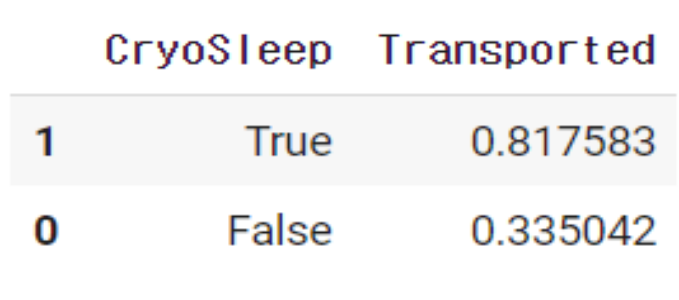 CryoSleep Transported
1 True 0.817583
0 False 0.335042